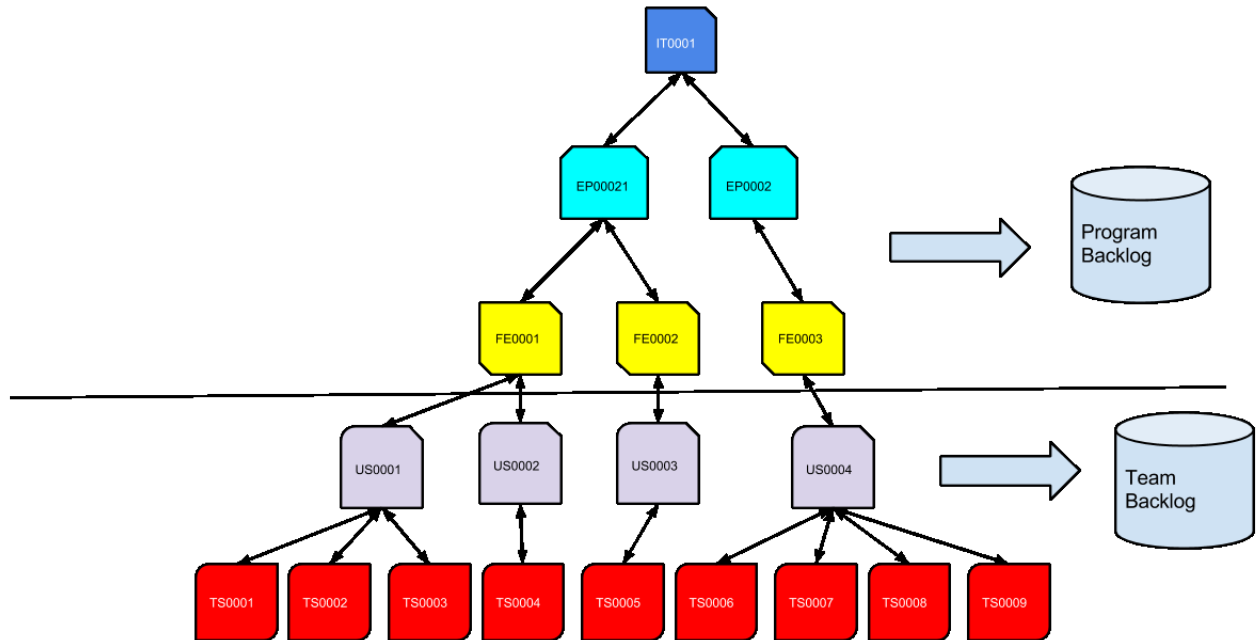 IT0001
EP00021
EP0002
Program
Backlog
FE0001
FE0002
FE0003
US0001
US0002
US0003
US0004
Team
Backlog
TS0001
TS0002
TS0003
TS0004
TS0005
TS0006
TS0007
TS0008
TS0009